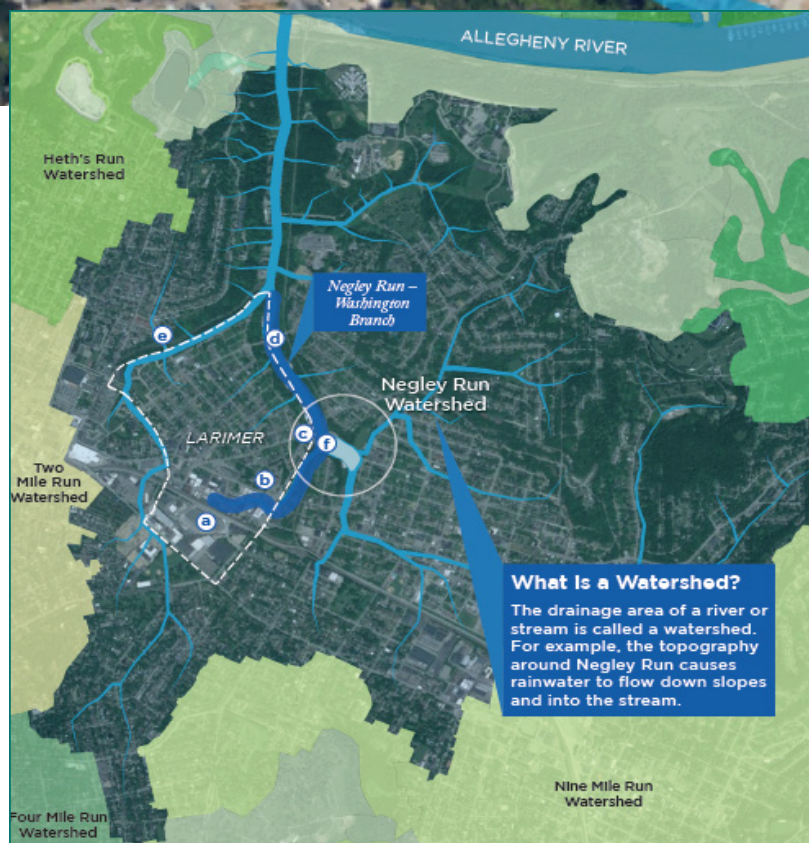 ALLEGHENY RIVER
Heth's Run
Watershed
Negley Run –
Washington
Branch
e
d
Negley Run
Watershed
LARIMER
c
f
Two
Mile Run
Watershed
b
a
What Is a Watershed?
The drainage area of a river or
stream is called a watershed.
For example, the topography
around Negley Run causes
rainwater to flow down slopes
and into the stream.
Nine Mile Run
Watershed
Four Mile Run
Watershed